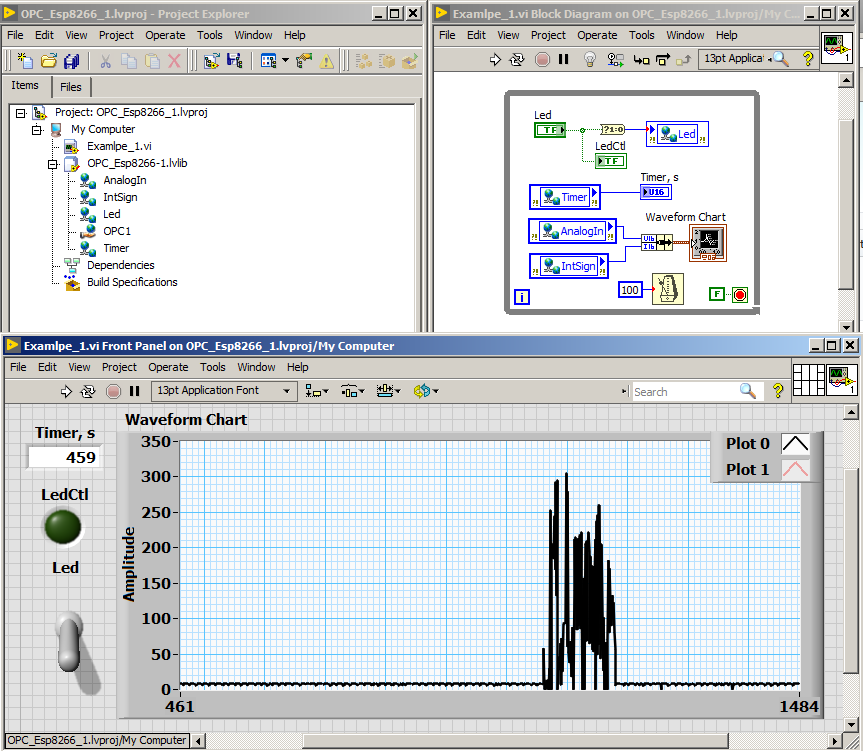 OPC_Esp8266_1.lvproj - Project Explorer
File Edit View Project Operate Tools Window Help
Items Files
Project: OPC_Esp8266_1.lvproj
My Computer
Examlpe_1.vi
OPC_Esp8266-1.lvlib
AnalogIn
IntSign
Led
OPC1
Timer
Dependencies
Build Specifications
Examlpe_1.vi Block Diagram on OPC_Esp8266_1.lvproj/My C...
File Edit View Project Operate Tools Window Help
13pt Applica
1
Led
TF
?1:0
Led
LedCtl
TF
Timer, s
Timer
U16
Waveform Chart
AnalogIn
IntSign
100
i
F
Examlpe_1.vi Front Panel on OPC_Esp8266_1.lvproj/My Computer
File Edit View Project Operate Tools Window Help
13pt Application Font
Search
1
Timer, s
459
LedCtl
Led
Waveform Chart
Plot 0
Plot 1
Amplitude
350
300
250
200
150
100
50
0
461 1484
OPC_Esp8266_1.lvproj/My Computer